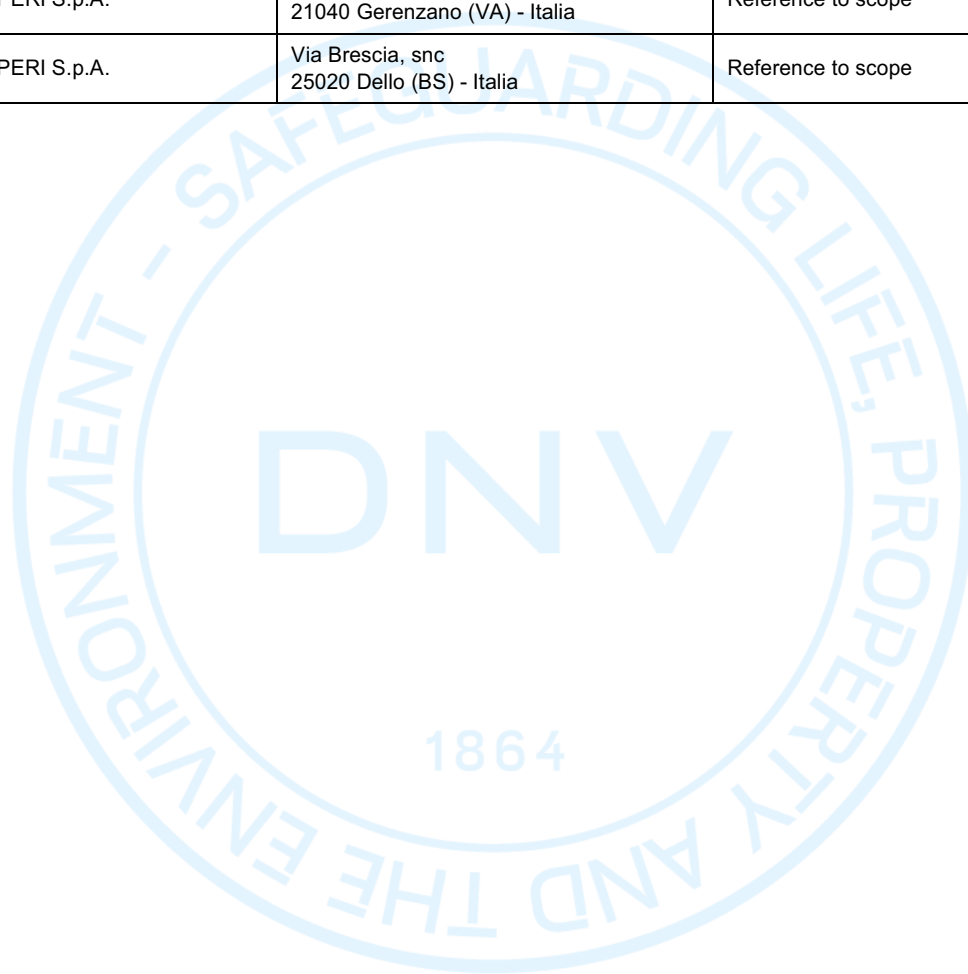 21040 Gerenzano (VA) - Italia
PERI S.p.A.
Via Brescia, snc
25020 Dello (BS) - Italia
Reference to scope
SAFEGUARDING LIFE, PROPERTY AND THE ENVIRONMENT -
DNV
1864